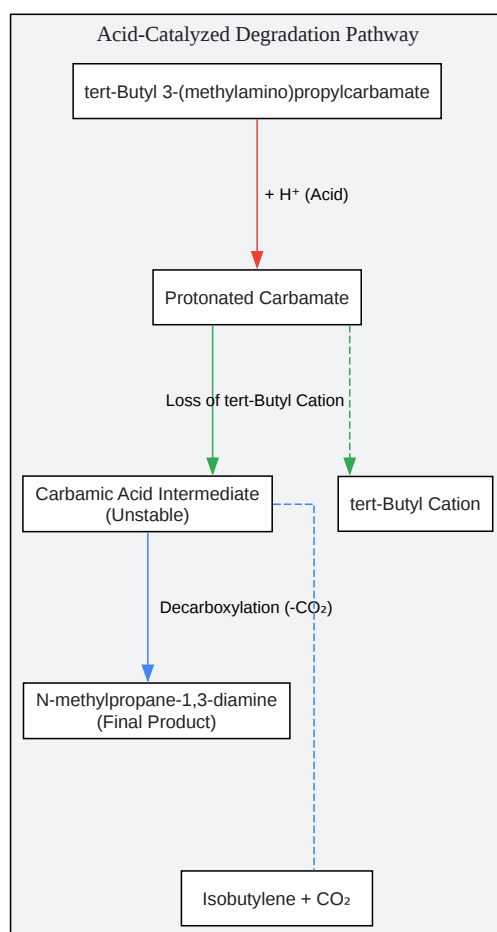 Acid-Catalyzed Degradation Pathway
tert-Butyl 3-(methylamino)propylcarbamate
+ H⁺ (Acid)
Protonated Carbamate
Loss of tert-Butyl Cation
Carbamic Acid Intermediate
(Unstable)
tert-Butyl Cation
Decarboxylation (-CO₂)
N-methylpropane-1,3-diamine
(Final Product)
Isobutylene + CO₂